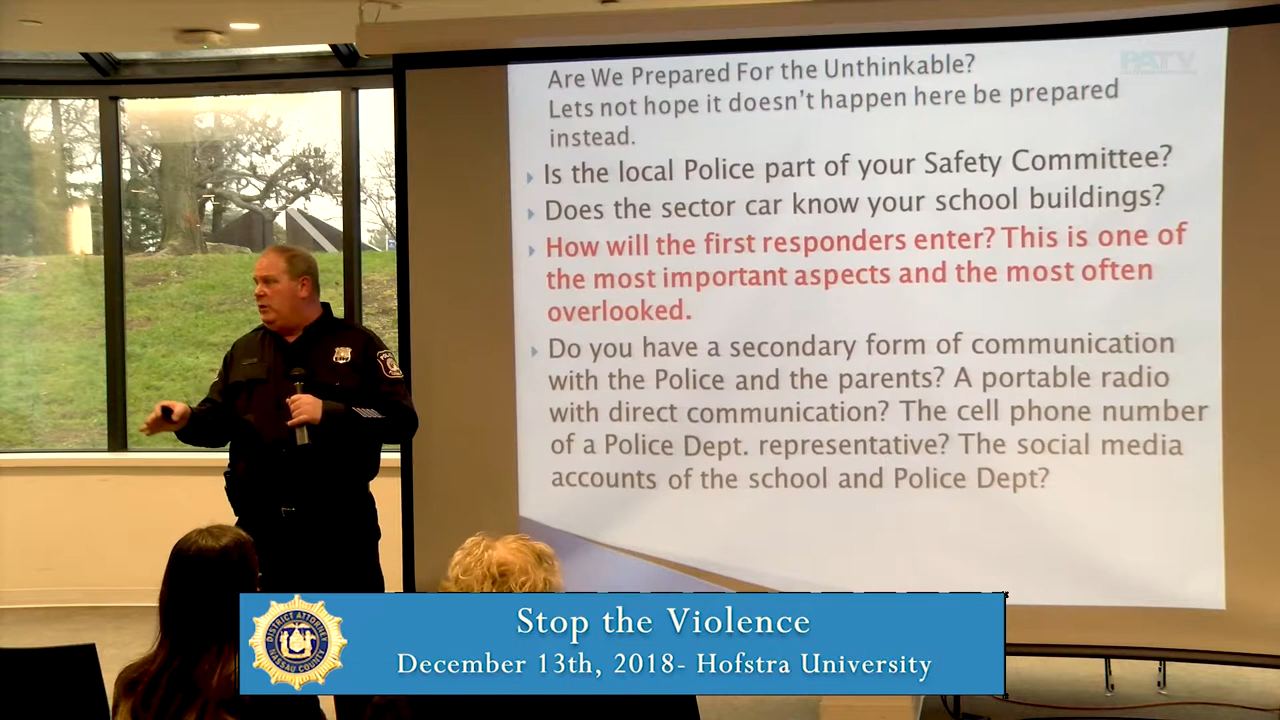 PATV
Are We Prepared For the Unthinkable?
Lets not hope it doesn't happen here be prepared
instead.
Is the local Police part of your Safety Committee?
Does the sector car know your school buildings?
How will the first responders enter? This is one of
the most important aspects and the most often
overlooked.
Do you have a secondary form of communication
with the Police and the parents? A portable radio
with direct communication? The cell phone number
of a Police Dept. representative? The social media
accounts of the school and Police Dept?
POLICE
DISTRICT ATTORNEY
NASSAU COUNTY
Stop the Violence
December 13th, 2018- Hofstra University